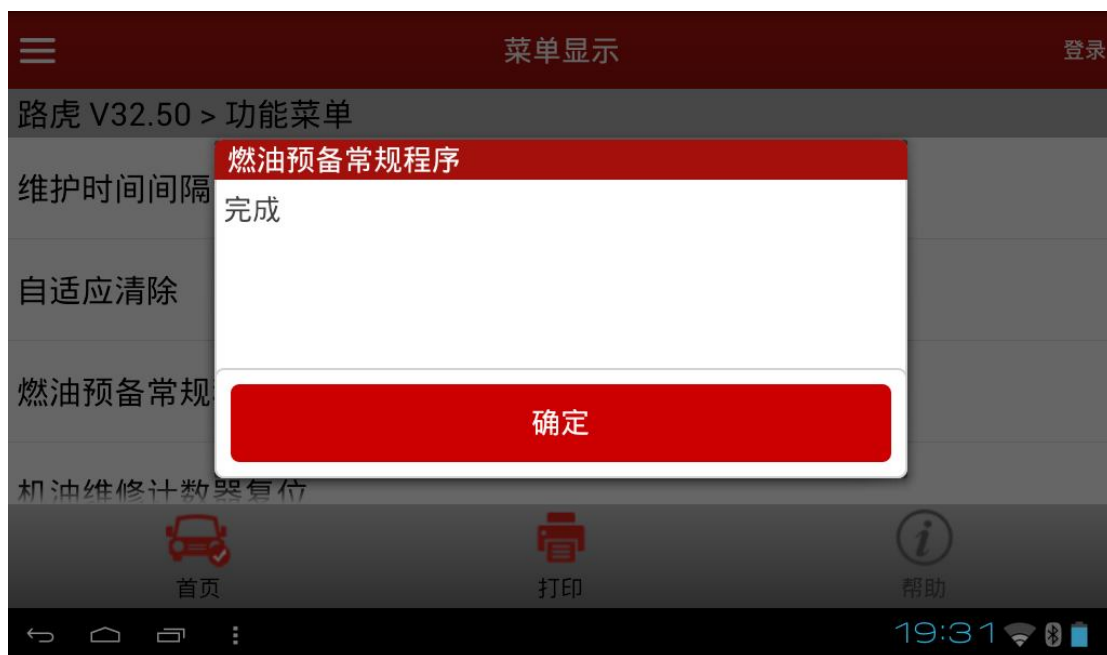 菜单显示
登录
路虎 V32.50 > 功能菜单
燃油预备常规程序
维护时间间隔
完成
自适应清除
燃油预备常规
确定
机油维修计数器复位
首页
打印
帮助
19:31